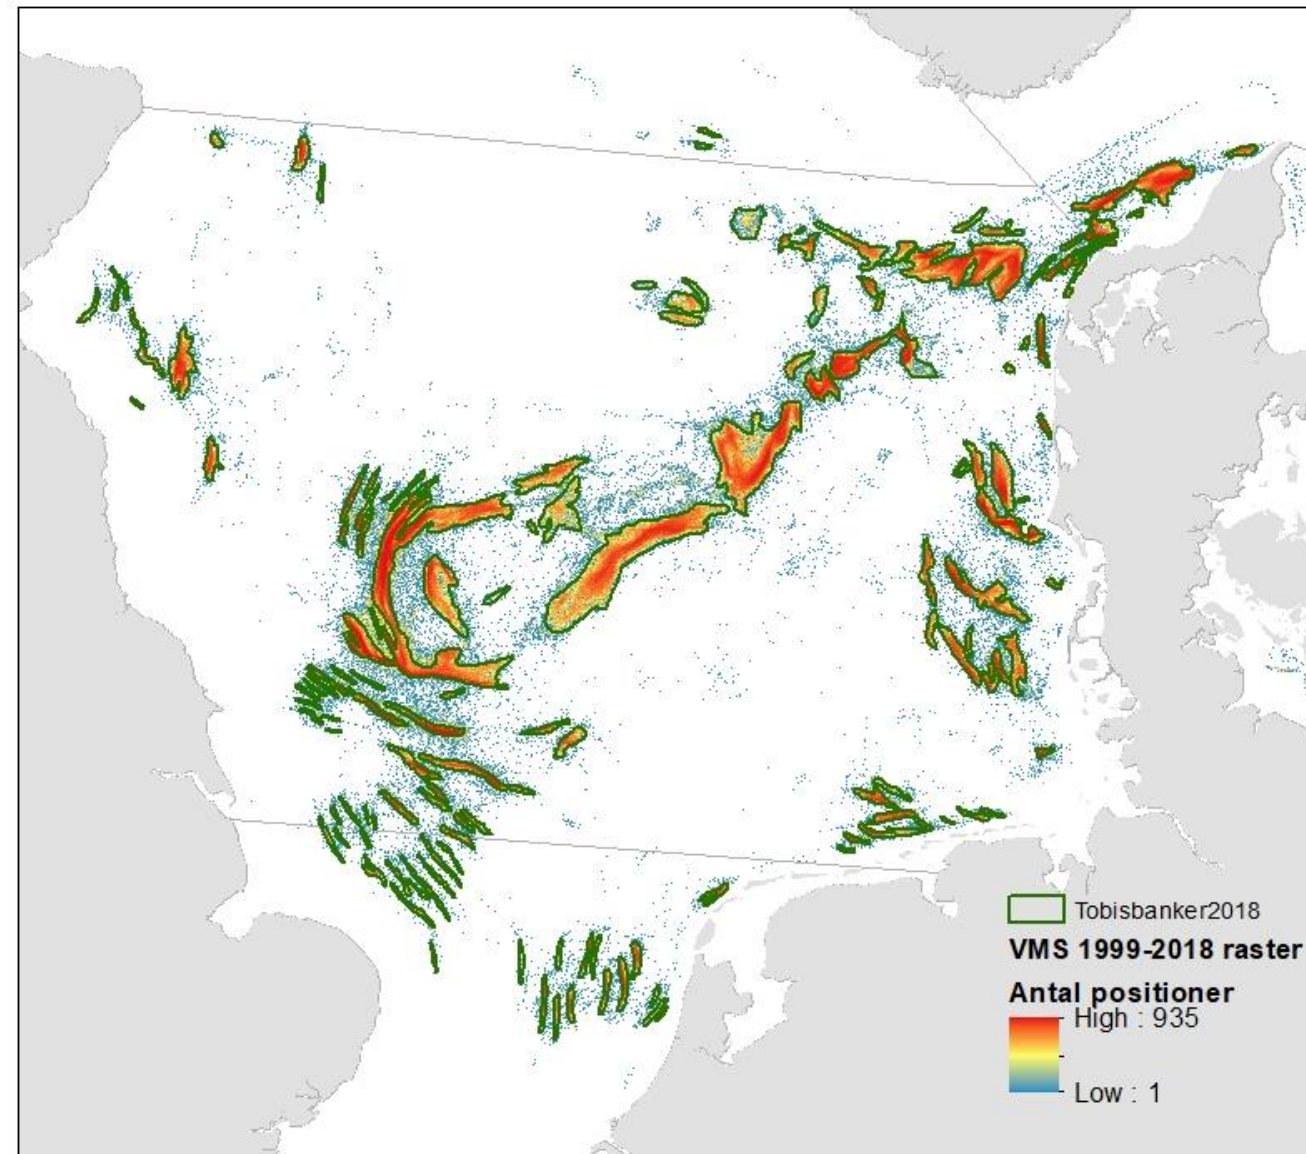 Tobisbanker2018
VMS 1999-2018 raster
Antal positioner
High : 935
Low : 1